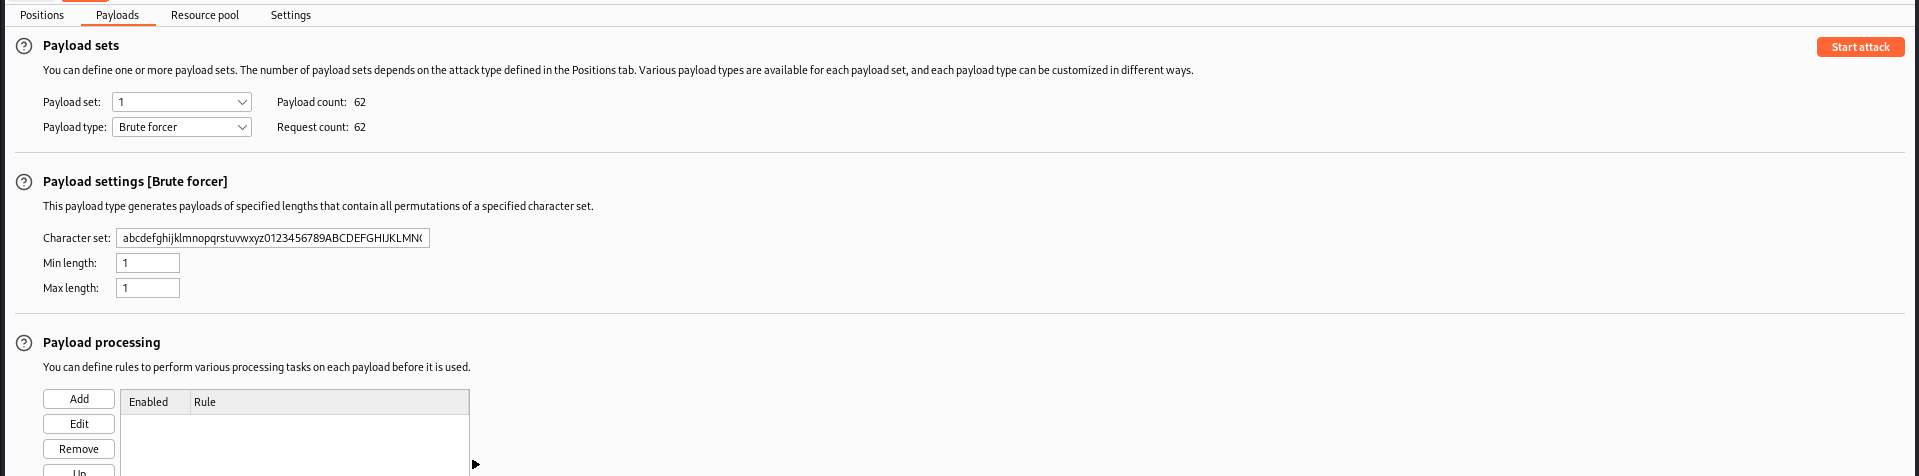 Positions Payloads Resource pool Settings
Payload sets
Start attack
You can define one or more payload sets. The number of payload sets depends on the attack type defined in the Positions tab. Various payload types are available for each payload set, and each payload type can be customized in different ways.
Payload set: 1 Payload count: 62
Payload type: Brute forcer Request count: 62
Payload settings [Brute forcer]
This payload type generates payloads of specified lengths that contain all permutations of a specified character set.
Character set: abcdefghijklmnopqrstuvwxyz0123456789ABCDEFGHIJKLMN
Min length: 1
Max length: 1
Payload processing
You can define rules to perform various processing tasks on each payload before it is used.
Add Enabled Rule
Edit
Remove
Up